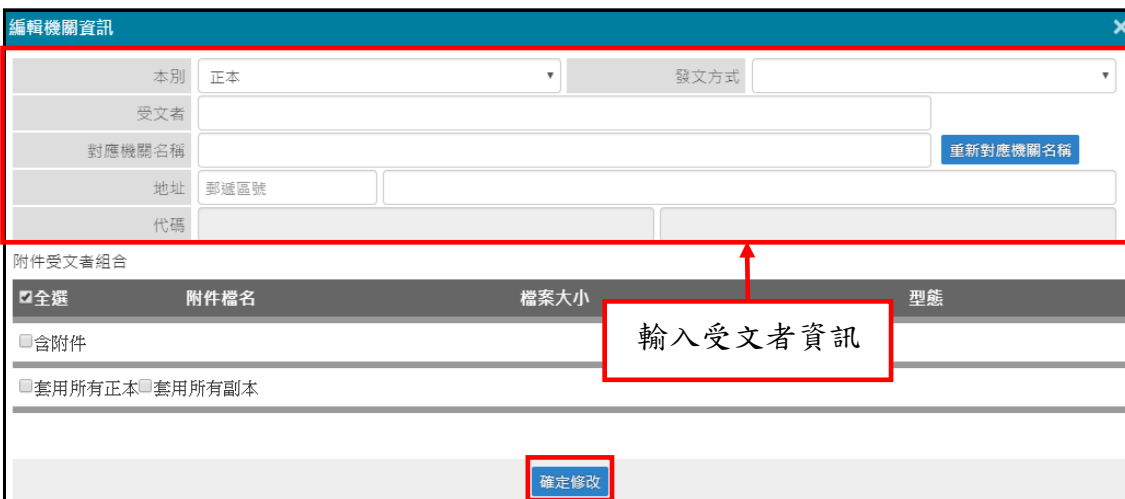 編輯機關資訊 ×
本別 正本 發文方式
受文者
對應機關名稱 重新對應機關名稱
地址 郵遞區號
代碼
附件受文者組合
全選 附件檔名 檔案大小 型態
含附件
輸入受文者資訊
套用所有正本 套用所有副本
確定修改